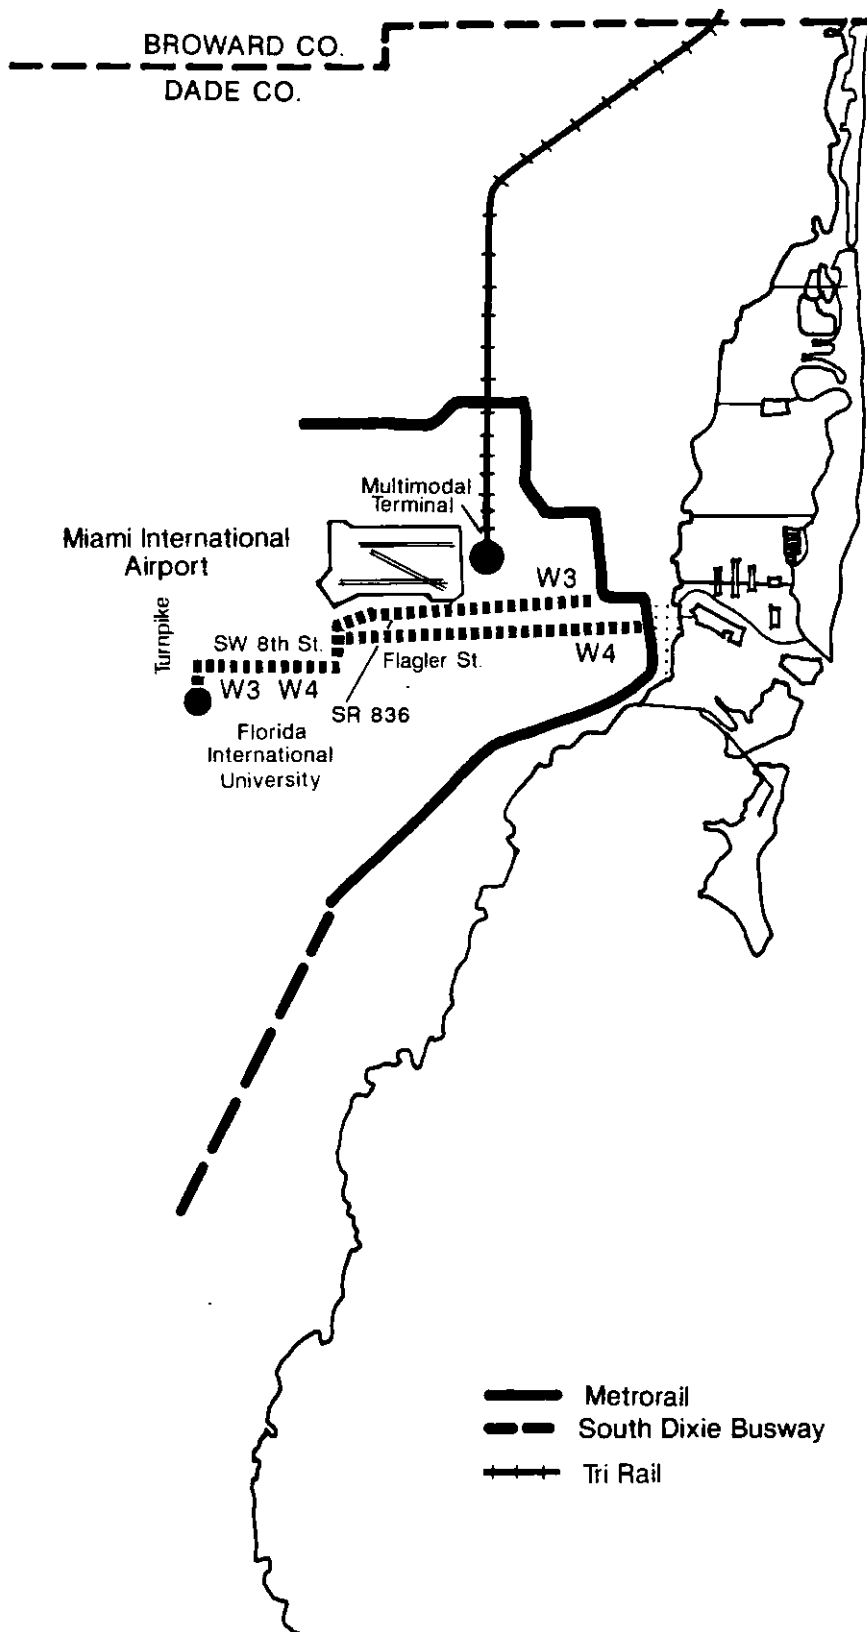 BROWARD CO.
DADE CO.
Multimodal
Terminal
Miami International
Airport
W3
Turnpike
SW 8th St.
Flagler St.
W4
W3 W4
SR 836
Florida
International
University
Metrorail
South Dixie Busway
Tri Rail